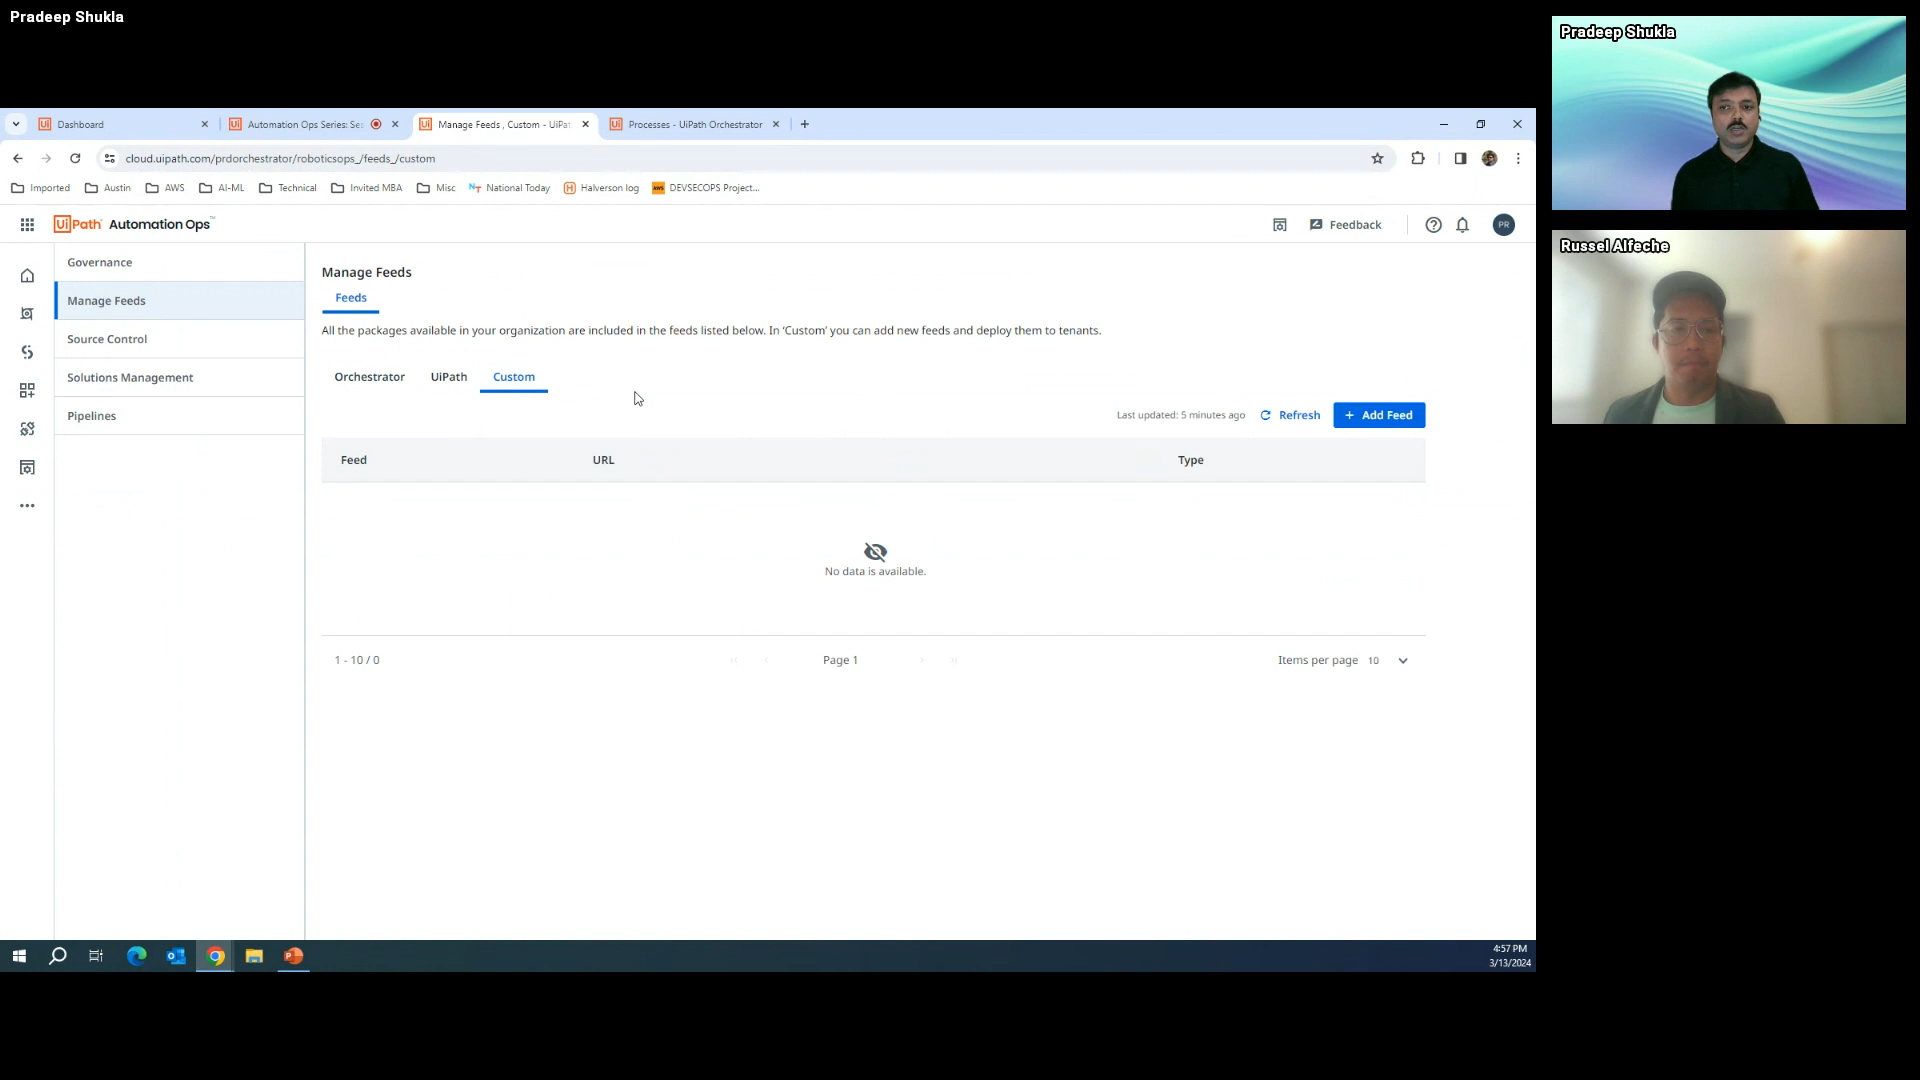 Pradeep Shukla
Pradeep Shukla
Russel Alfeche
Dashboard
Automation Ops Series: Se
Manage Feeds , Custom - UiPat
Processes - UiPath Orchestrator
cloud.uipath.com/prdorchestrator/roboticsops_/feeds_/custom
Imported
Austin
AWS
AI-ML
Technical
Invited MBA
Misc
National Today
Halverson log
DEVSECOPS Project...
UiPath Automation Ops™
Feedback
PR
Governance
Manage Feeds
Source Control
Solutions Management
Pipelines
Manage Feeds
Feeds
All the packages available in your organization are included in the feeds listed below. In 'Custom' you can add new feeds and deploy them to tenants.
Orchestrator
UiPath
Custom
Last updated: 5 minutes ago
Refresh
+ Add Feed
Feed
URL
Type
No data is available.
1 - 10 / 0
Page 1
Items per page 10
4:57 PM
3/13/2024